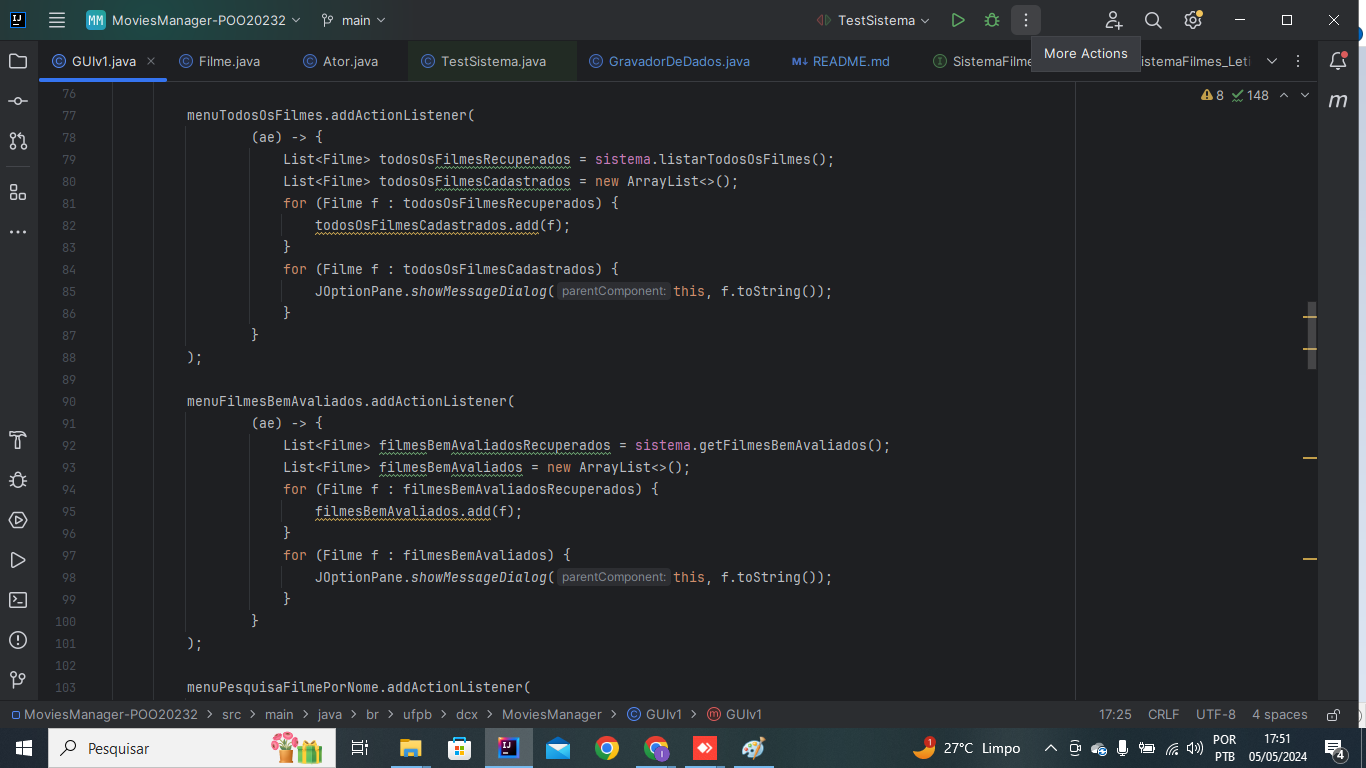 MM MoviesManager-POO20232 main TestSistema
More Actions
GUIv1.java Filme.java Ator.java TestSistema.java GravadorDeDados.java README.md SistemaFilme istemaFilmes_Leti
8 148
76
77 menuTodosOsFilmes.addActionListener(
78 (ae) -> {
79 List<Filme> todosOsFilmesRecuperados = sistema.listarTodosOsFilmes();
80 List<Filme> todosOsFilmesCadastrados = new ArrayList<>();
81 for (Filme f : todosOsFilmesRecuperados) {
82 todosOsFilmesCadastrados.add(f);
83 }
84 for (Filme f : todosOsFilmesCadastrados) {
85 JOptionPane.showMessageDialog( parentComponent: this, f.toString());
86 }
87 }
88 );
89
90 menuFilmesBemAvaliados.addActionListener(
91 (ae) -> {
92 List<Filme> filmesBemAvaliadosRecuperados = sistema.getFilmesBemAvaliados();
93 List<Filme> filmesBemAvaliados = new ArrayList<>();
94 for (Filme f : filmesBemAvaliadosRecuperados) {
95 filmesBemAvaliados.add(f);
96 }
97 for (Filme f : filmesBemAvaliados) {
98 JOptionPane.showMessageDialog( parentComponent: this, f.toString());
99 }
100 }
101 );
102
103 menuPesquisaFilmePorNome.addActionListener(
MoviesManager-POO20232 > src > main > java > br > ufpb > dcx > MoviesManager > GUIv1 > GUIv1 17:25 CRLF UTF-8 4 spaces
Pesquisar 1 27°C Limpo POR 17:51
PTB 05/05/2024 4